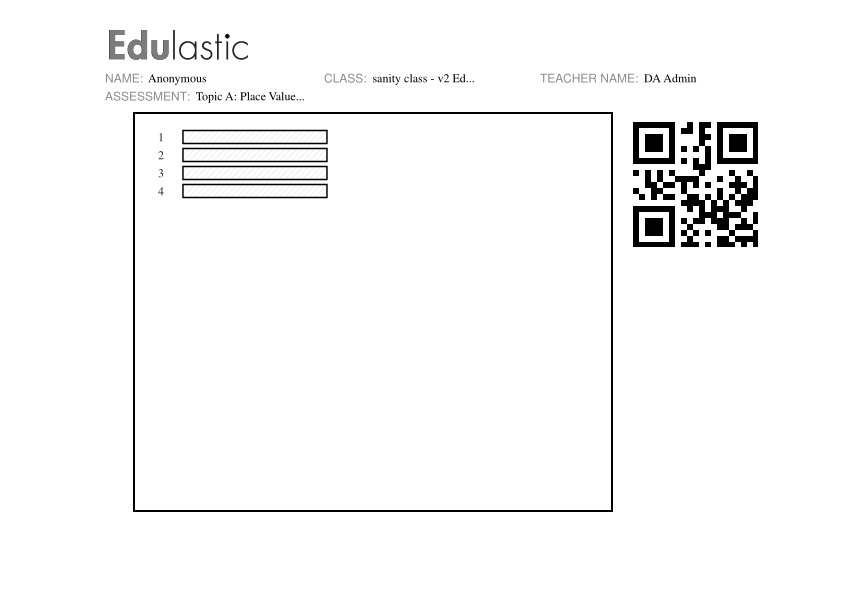 Edulastic
NAME: Anonymous CLASS: sanity class - v2 Ed... TEACHER NAME: DA Admin
ASSESSMENT: Topic A: Place Value...
1
2
3
4